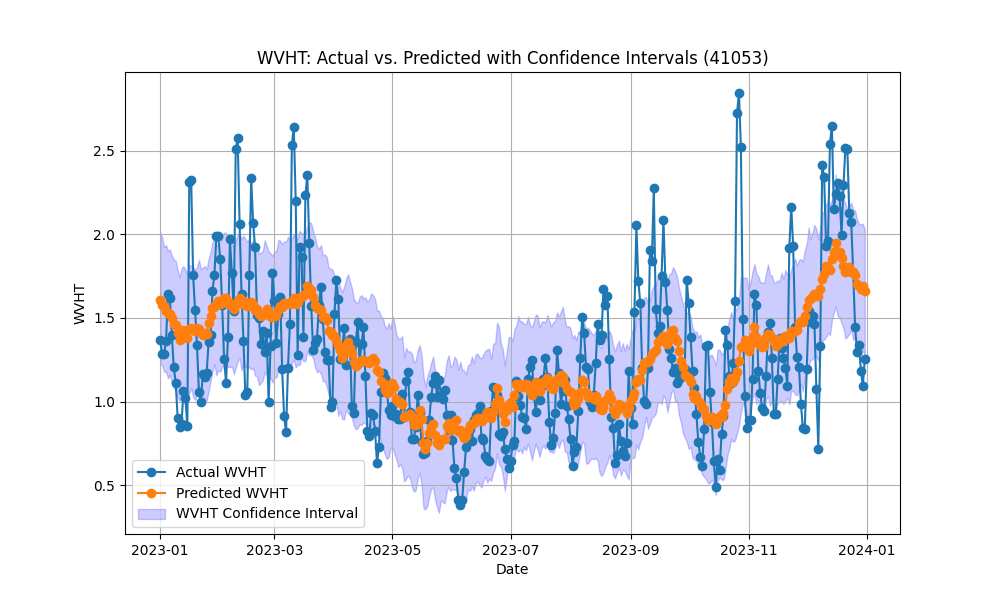 WVHT: Actual vs. Predicted with Confidence Intervals (41053)
WVHT
2.5
2.0
1.5
1.0
0.5
Actual WVHT
Predicted WVHT
WVHT Confidence Interval
2023-01 2023-03 2023-05 2023-07 2023-09 2023-11 2024-01
Date